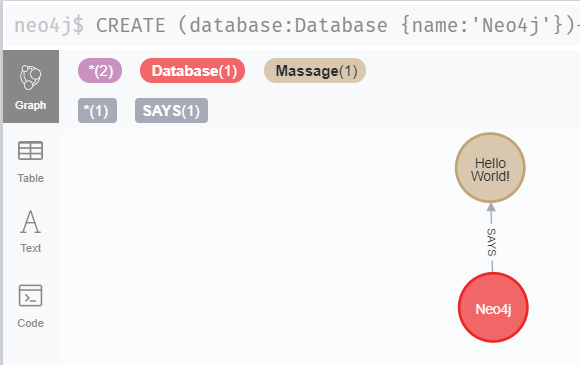 neo4j$ CREATE (database:Database {name:'Neo4j'})-
*(2) Database(1) Massage(1)
*(1) SAYS(1)
Graph
Table
Text
Code
Hello
World!
SAYS
Neo4j